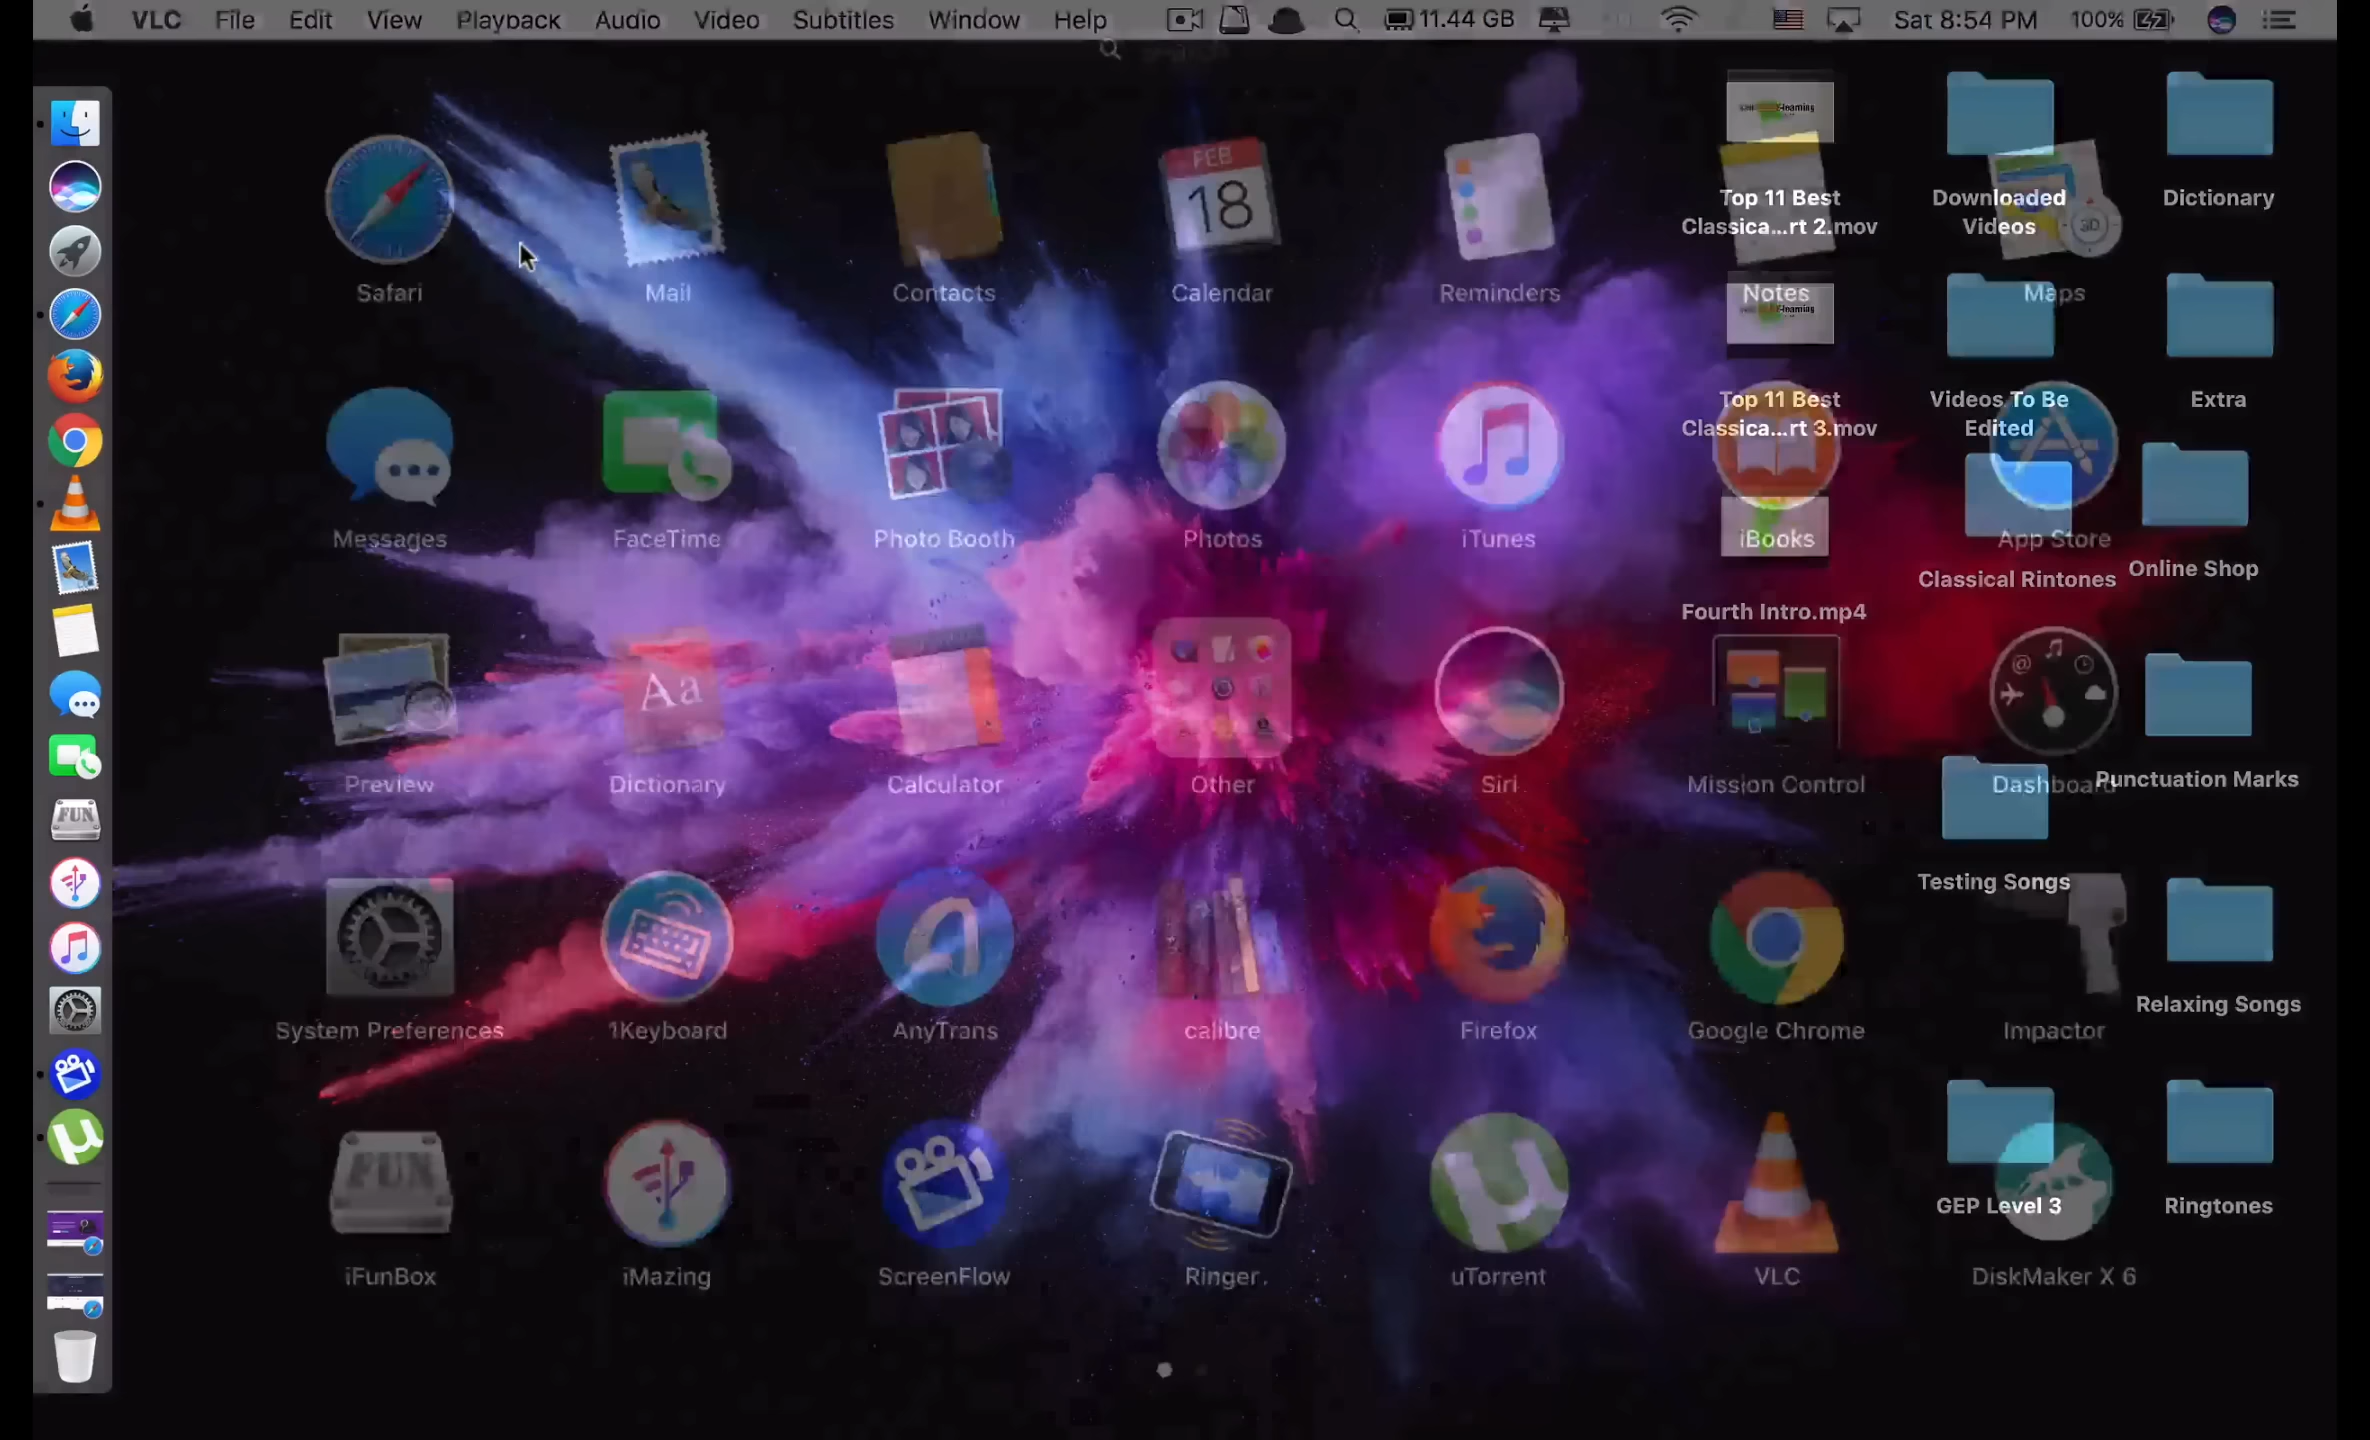 VLC File Edit View Playback Audio Video Subtitles Window Help 11.44 GB Sat 8:54 PM 100%
FEB
18
Safari Mail Contacts Calendar Reminders Notes Maps
3D
Top 11 Best
Classica...rt 2.mov
Downloaded
Videos
Dictionary
Top 11 Best
Classica...rt 3.mov
Videos To Be
Edited
Extra
Messages FaceTime Photo Booth Photos iTunes iBooks App Store
Classical Rintones
Online Shop
Fourth Intro.mp4
Aa
Preview Dictionary Calculator Other Siri Mission Control Dashboard
Punctuation Marks
Testing Songs
FUN
System Preferences 1Keyboard AnyTrans calibre Firefox Google Chrome Impactor
Relaxing Songs
FUN
GEP Level 3
Ringtones
iFunBox iMazing ScreenFlow Ringer. uTorrent VLC DiskMaker X 6